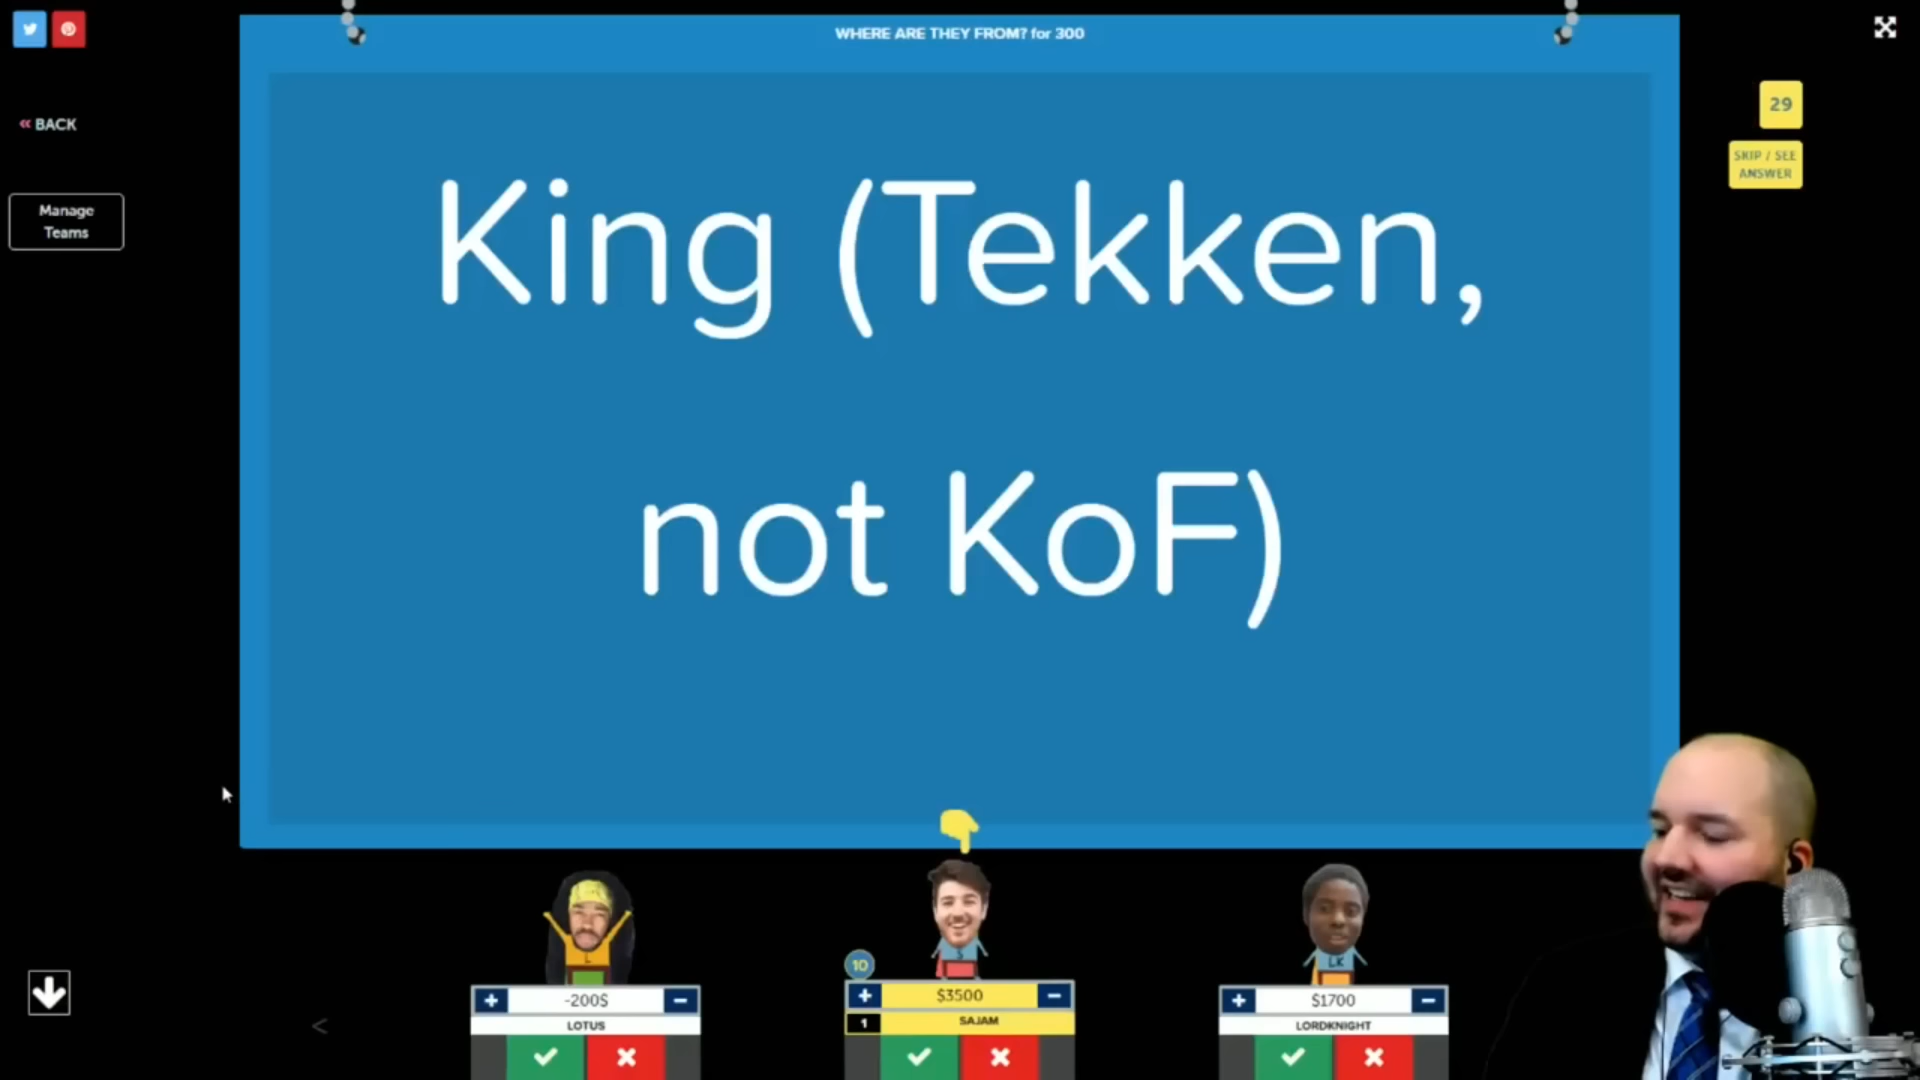 WHERE ARE THEY FROM? for 300
« BACK
29
SKIP / SEE
ANSWER
Manage
Teams
King (Tekken,
not KoF)
L
S
LK
10
+ -200$ −
LOTUS
+ $3500 −
1 SAJAM
+ $1700 −
LORDKNIGHT
<